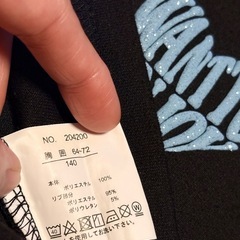 NO. 204200
胸囲 64-72
140
本体
ポリエステル 100%
リブ部分
ポリエステル 95%
ポリウレタン 5%
WANT